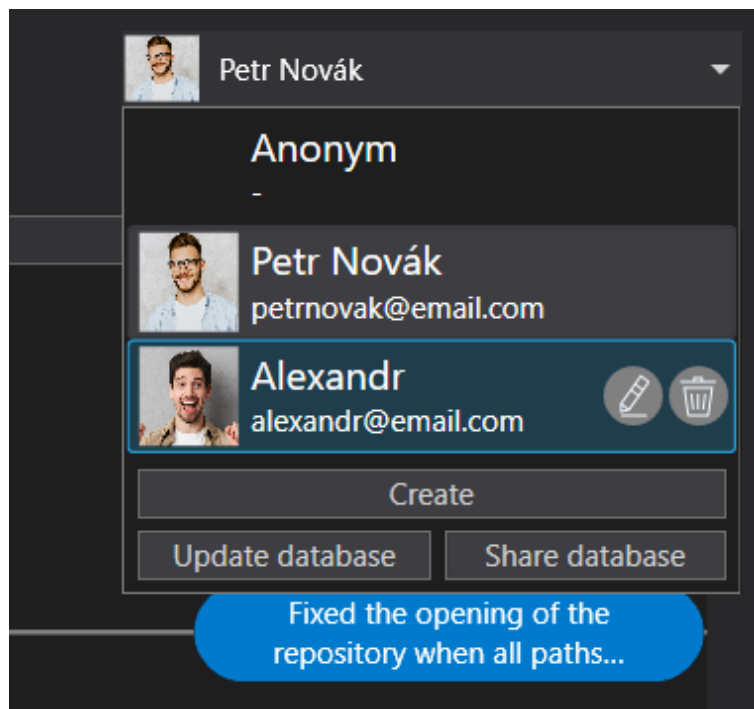 Petr Novák
Anonym
-
Petr Novák
petrnovak@email.com
Alexandr
alexandr@email.com
Create
Update database Share database
Fixed the opening of the
repository when all paths...